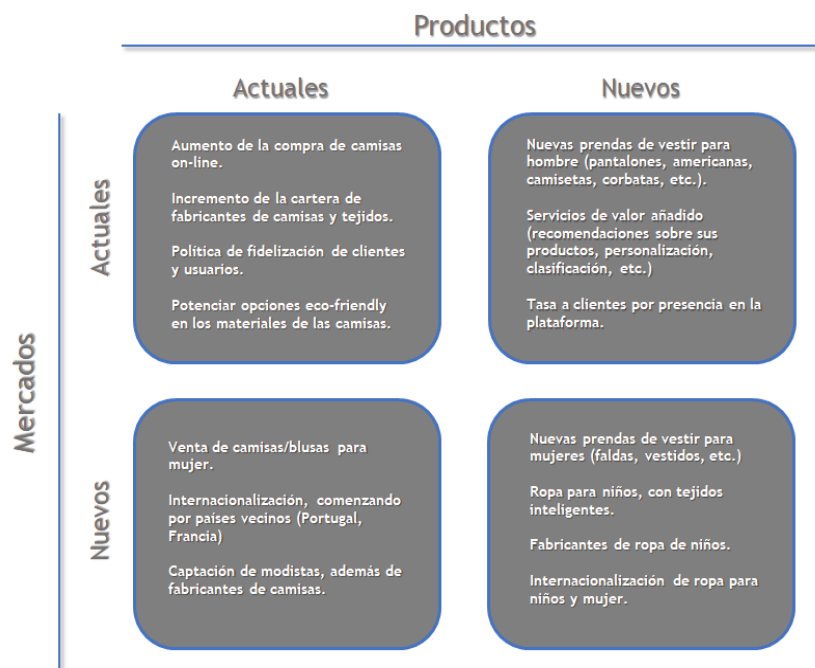 Productos
Actuales
Nuevos
Mercados
Actuales
Aumento de la compra de camisas
on-line.
Incremento de la cartera de
fabricantes de camisas y tejidos.
Política de fidelización de clientes
y usuarios.
Potenciar opciones eco-friendly
en los materiales de las camisas.
Nuevas prendas de vestir para
hombre (pantalones, americanas,
camisetas, corbatas, etc.).
Servicios de valor añadido
(recomendaciones sobre sus
productos, personalización,
clasificación, etc.)
Tasa a clientes por presencia en la
plataforma.
Nuevos
Venta de camisas/blusas para
mujer.
Internacionalización, comenzando
por países vecinos (Portugal,
Francia)
Captación de modistas, además de
fabricantes de camisas.
Nuevas prendas de vestir para
mujeres (faldas, vestidos, etc.)
Ropa para niños, con tejidos
inteligentes.
Fabricantes de ropa de niños.
Internacionalización de ropa para
niños y mujer.